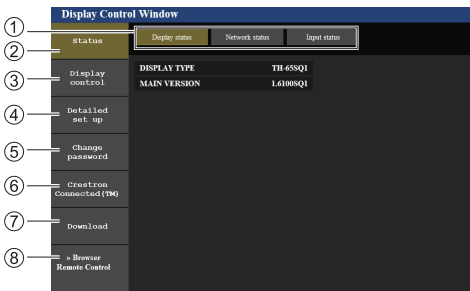 Display Control Window
① Display status Network status Input status
② Status
DISPLAY TYPE TH-65SQ1
MAIN VERSION 1.6100SQ1
③ Display
control
④ Detailed
set up
⑤ Change
password
⑥ Crestron
Connected(TM)
⑦ Download
⑧ » Browser
Remote Control